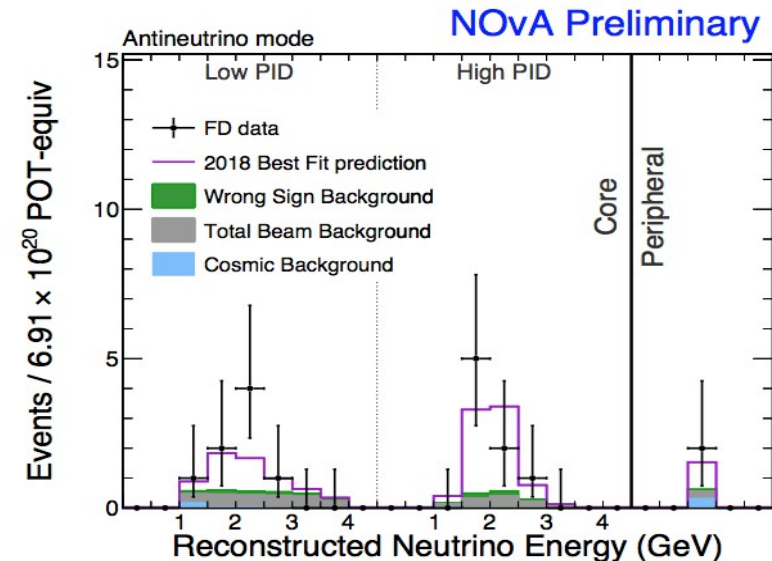 NOvA Preliminary
Antineutrino mode
15
Low PID
High PID
FD data
2018 Best Fit prediction
Wrong Sign Background
Total Beam Background
Cosmic Background
Core
Peripheral
10
5
0
Events / 6.91 × 10²⁰ POT-equiv
1 2 3 4 1 2 3 4
Reconstructed Neutrino Energy (GeV)